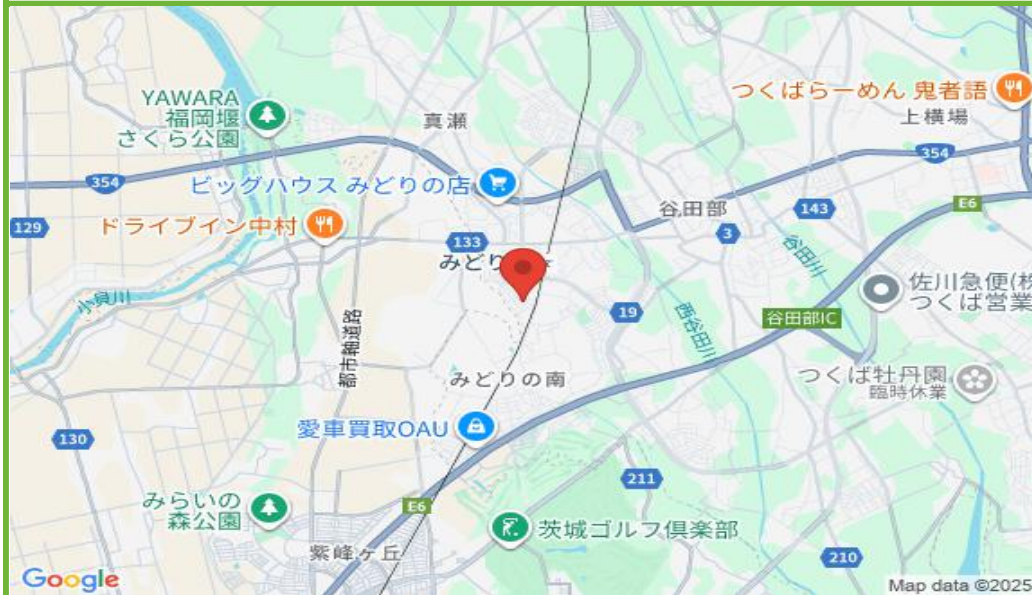 つくばらーめん 鬼者語
YAWARA
福岡堰
さくら公園
真瀬
上横場
354
354
ビッグハウス みどりの店
谷田部
143
E6
129
ドライブイン中村
133
3
谷田川
みどり
小貝川
佐川急便(株
つくば営業
19
西谷田川
谷田部IC
都市軸道路
みどりの南
つくば牡丹園
臨時休業
愛車買取OAU
130
211
みらいの
森公園
E6
茨城ゴルフ倶楽部
紫峰ヶ丘
210
Google
Map data ©2025